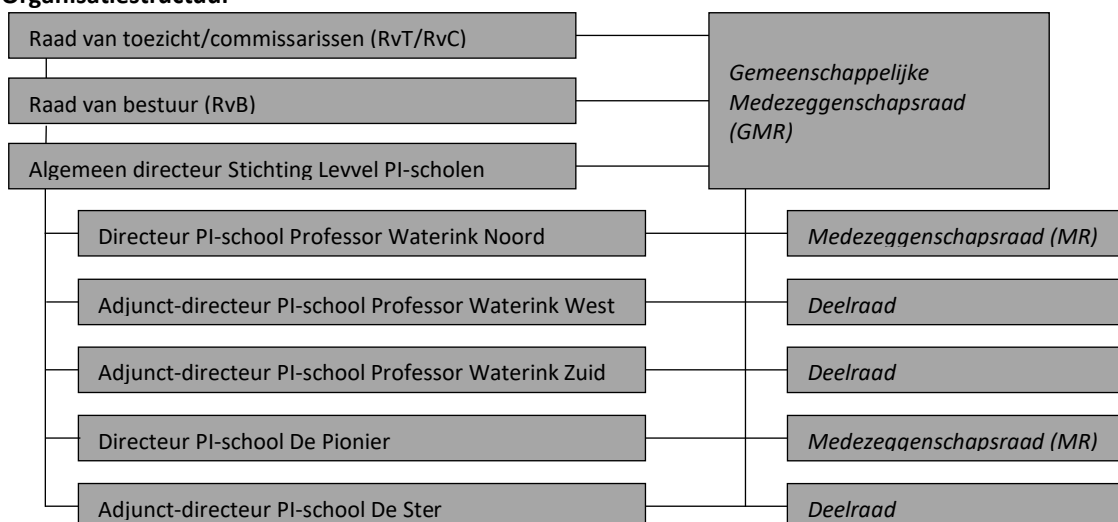 Organisatiestructuur
Raad van toezicht/commissarissen (RvT/RvC)
Gemeenschappelijke
Medezeggenschapsraad
(GMR)
Raad van bestuur (RvB)
Algemeen directeur Stichting Levvel PI-scholen
Directeur PI-school Professor Waterink Noord
Medezeggenschapsraad (MR)
Adjunct-directeur PI-school Professor Waterink West
Deelraad
Adjunct-directeur PI-school Professor Waterink Zuid
Deelraad
Directeur PI-school De Pionier
Medezeggenschapsraad (MR)
Adjunct-directeur PI-school De Ster
Deelraad